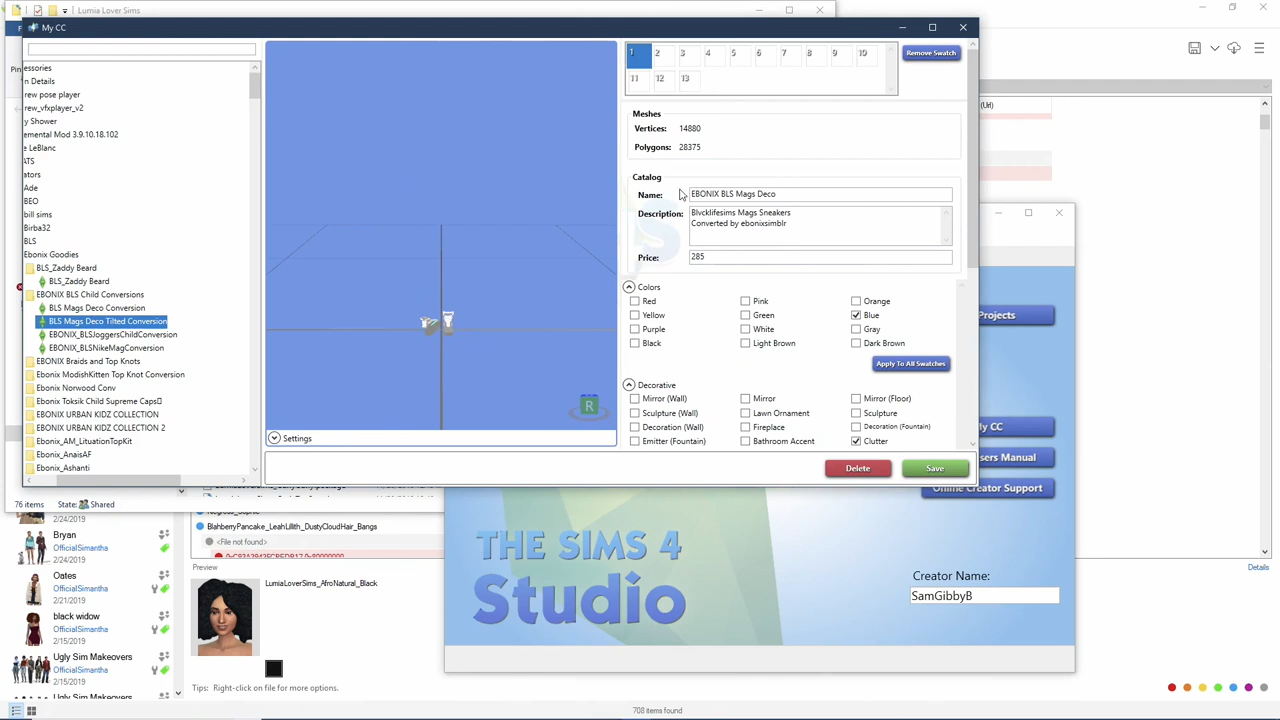 Lumia Lover Sims
My CC
essories
n Details
rew pose player
rew_vfxplayer_v2
y Shower
emental Mod 3.9.10.18.102
e LeBlanc
ATS
ators
Ade
BEO
bill sims
Birba32
BLS
Ebonix Goodies
BLS_Zaddy Beard
BLS_Zaddy Beard
EBONIX BLS Child Conversions
BLS Mags Deco Conversion
BLS Mags Deco Tilted Conversion
EBONIX_BLSJoggersChildConversion
EBONIX_BLSNikeMagConversion
EBONIX Braids and Top Knots
Ebonix ModishKitten Top Knot Conversion
Ebonix Norwood Conv
Ebonix Toksik Child Supreme Caps
EBONIX URBAN KIDZ COLLECTION
EBONIX URBAN KIDZ COLLECTION 2
Ebonix_AM_LituationTopKit
Ebonix_AnaisAF
Ebonix_Ashanti
R
Settings
1 2 3 4 5 6 7 8 9 10
11 12 13
Remove Swatch
Meshes
Vertices: 14880
Polygons: 28375
Catalog
Name: EBONIX BLS Mags Deco
Description: Blvcklifesims Mags Sneakers
Converted by ebonixsimblr
Price: 285
Colors
Red Pink Orange
Yellow Green Blue
Purple White Gray
Black Light Brown Dark Brown
Apply To All Swatches
Decorative
Mirror (Wall) Mirror Mirror (Floor)
Sculpture (Wall) Lawn Ornament Sculpture
Decoration (Wall) Fireplace Decoration (Fountain)
Emitter (Fountain) Bathroom Accent Clutter
Delete Save
(Url)
Projects
My CC
sers Manual
Online Creator Support
THE SIMS 4
Studio
Creator Name:
SamGibbyB
76 items State: Shared
2/24/2019
Bryan
OfficialSimantha
2/24/2019
Oates
OfficialSimantha
2/21/2019
black widow
OfficialSimantha
2/15/2019
Ugly Sim Makeovers
OfficialSimantha
2/15/2019
Ugly Sim Makeovers
BlahberryPancake_LeahLillith_DustyCloudHair_Bangs
<File not found>
Preview
LumiaLoverSims_AfroNatural_Black
Details
Tips: Right-click on file for more options.
708 items found